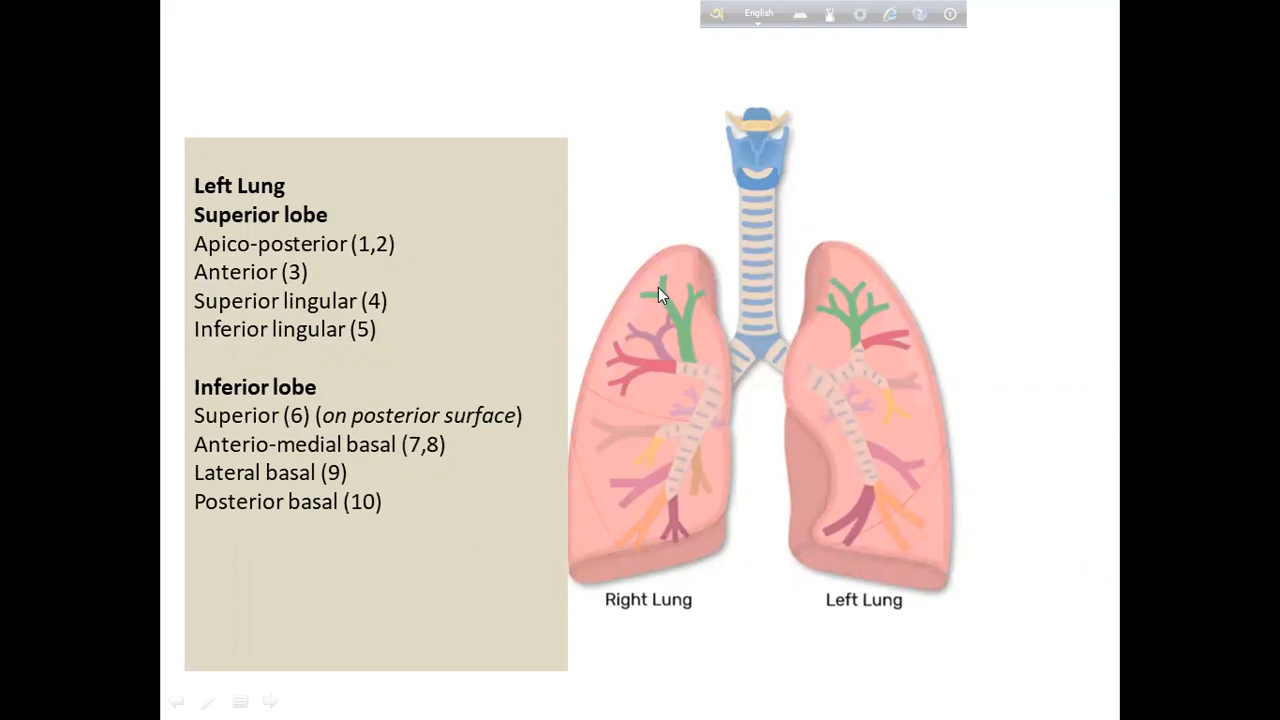 অ English
Left Lung
Superior lobe
Apico-posterior (1,2)
Anterior (3)
Superior lingular (4)
Inferior lingular (5)
Inferior lobe
Superior (6) (on posterior surface)
Anterio-medial basal (7,8)
Lateral basal (9)
Posterior basal (10)
Right Lung
Left Lung